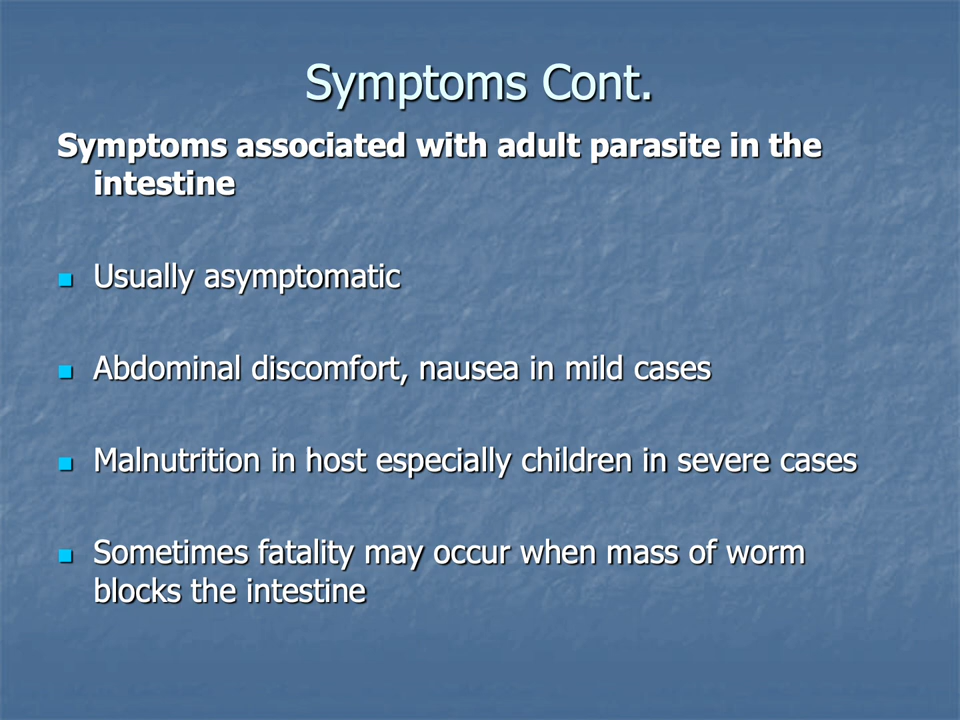 Symptoms Cont.
Symptoms associated with adult parasite in the
intestine
Usually asymptomatic
Abdominal discomfort, nausea in mild cases
Malnutrition in host especially children in severe cases
Sometimes fatality may occur when mass of worm
blocks the intestine